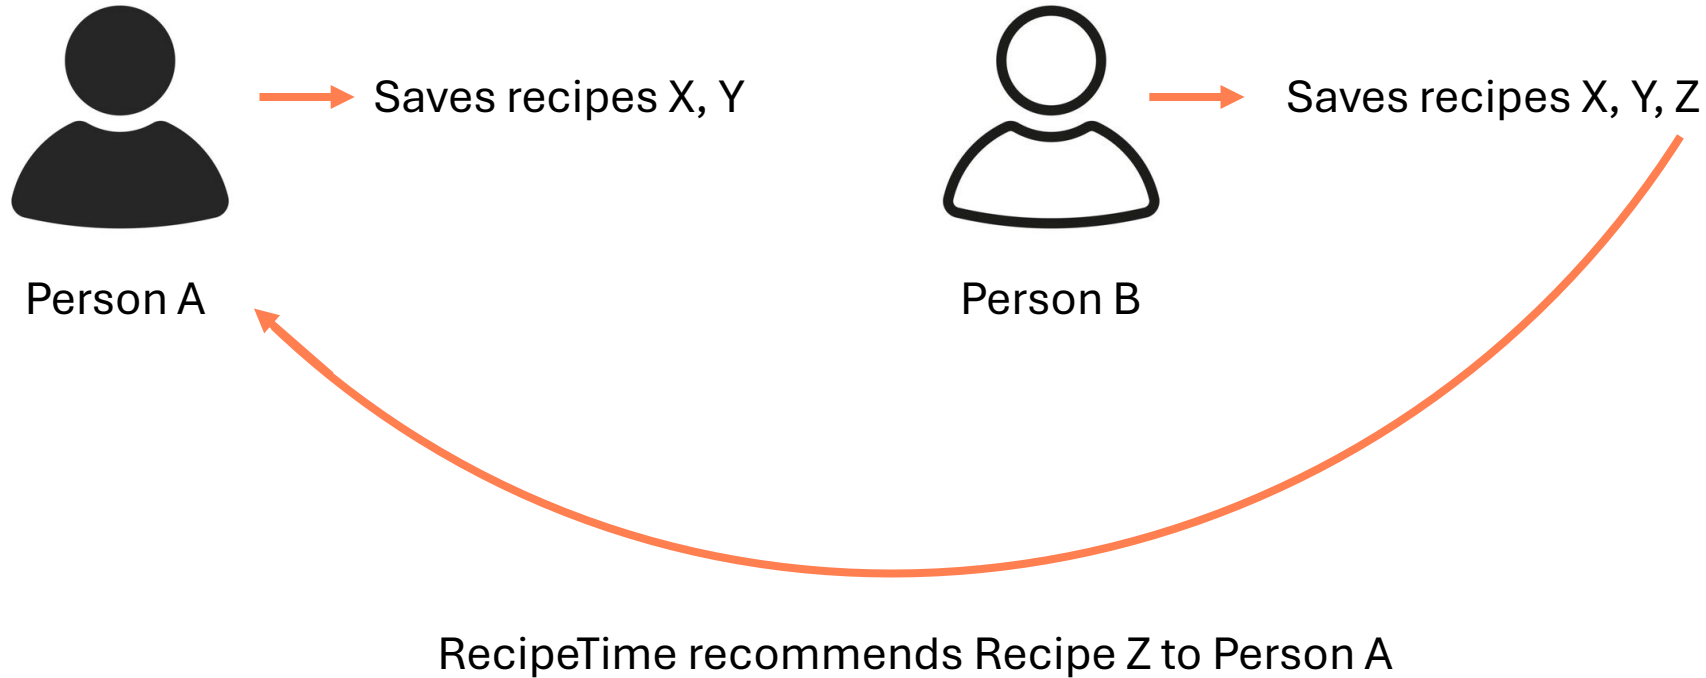 Saves recipes X, Y
Saves recipes X, Y, Z
Person A
Person B
RecipeTime recommends Recipe Z to Person A